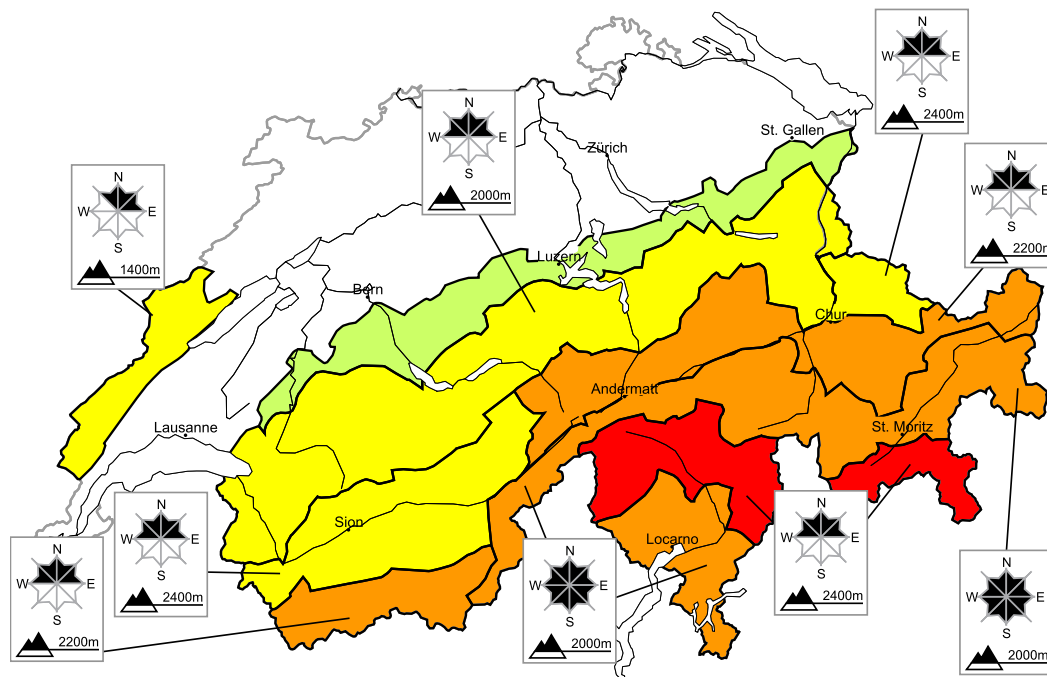 N
W E
S
2400m
N
W E
S
2000m
St. Gallen
Zürich
N
W E
S
2200m
N
W E
S
1400m
Luzern
Bern
Chur
Andermatt
Lausanne
St. Moritz
N
W E
S
2400m
Sion
N
W E
S
2400m
Locarno
N
W E
S
2200m
N
W E
S
2000m
N
W E
S
2000m